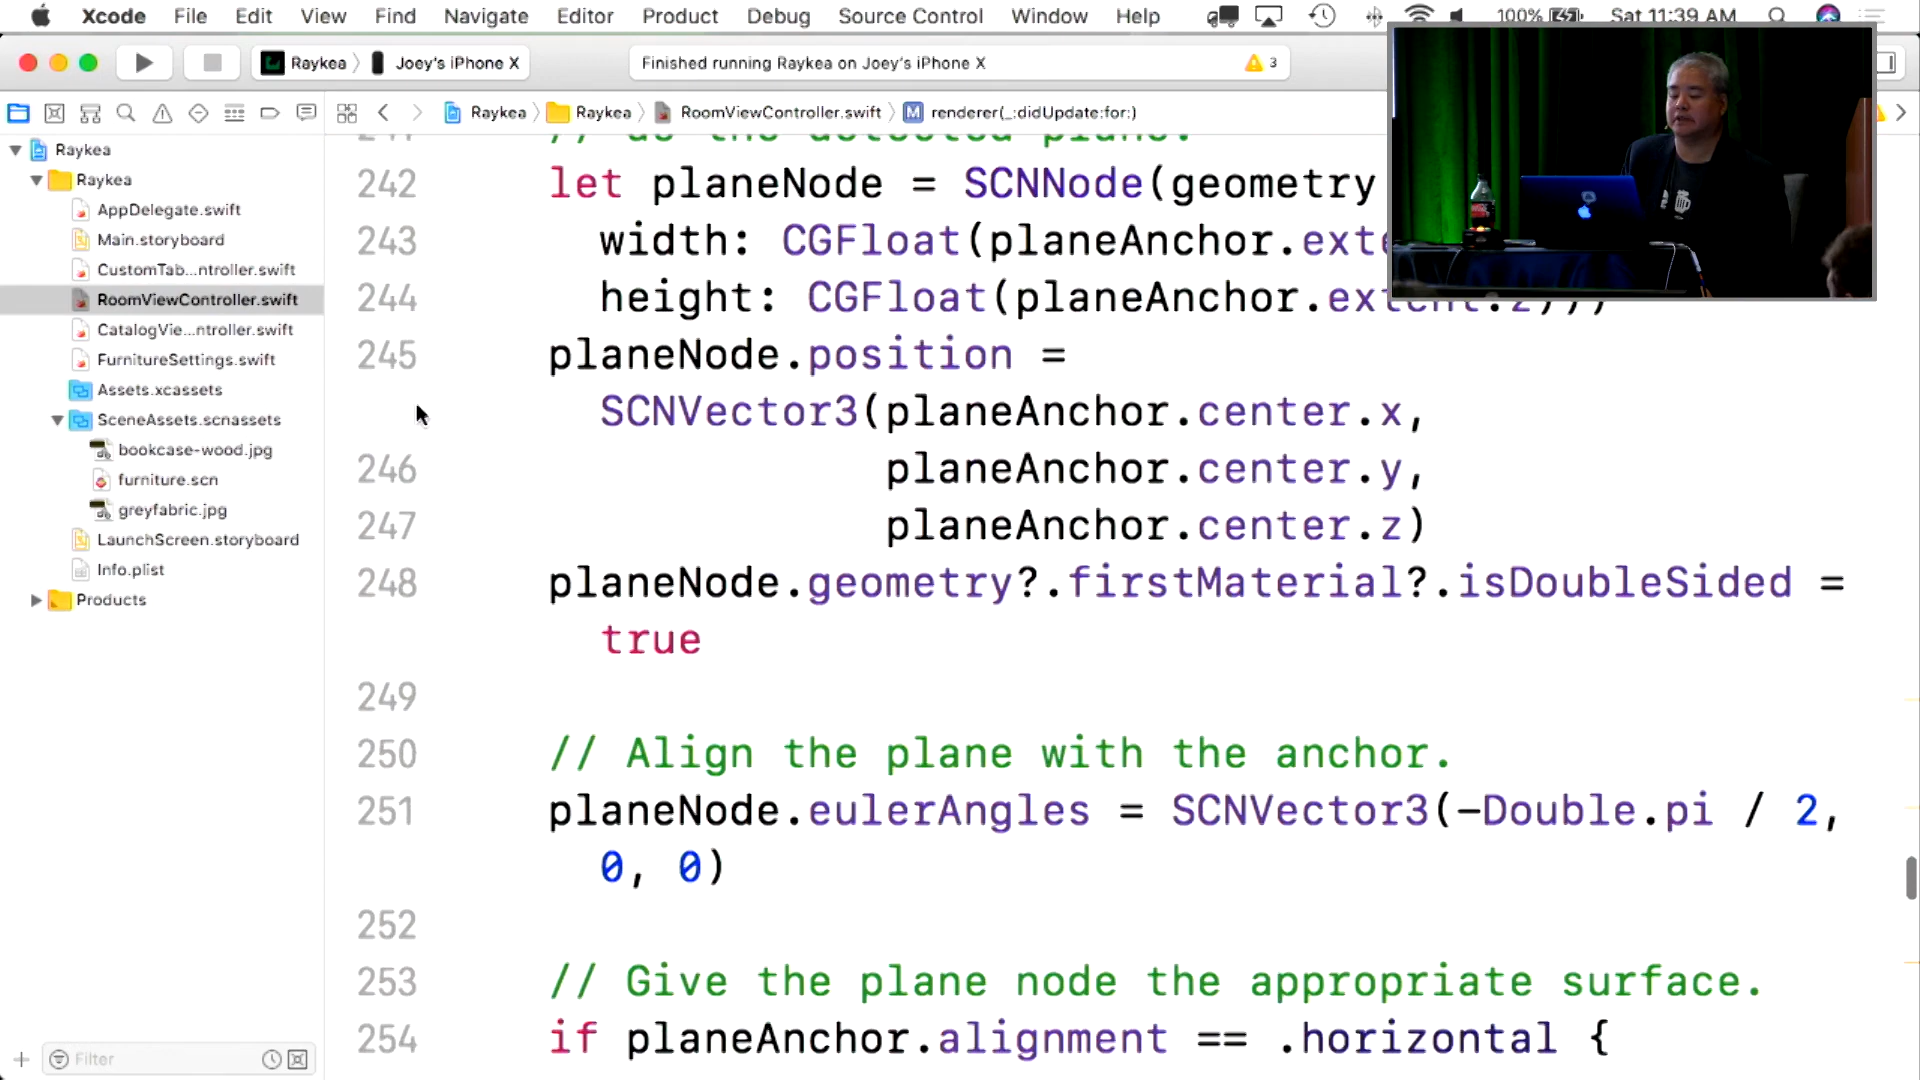 Xcode File Edit View Find Navigate Editor Product Debug Source Control Window Help 100% Sat 11:39 AM
Raykea Joey's iPhone X Finished running Raykea on Joey's iPhone X 3
Raykea Raykea RoomViewController.swift M renderer(_:didUpdate:for:)
Raykea
Raykea
AppDelegate.swift
Main.storyboard
CustomTab...ntroller.swift
RoomViewController.swift
CatalogVie...ntroller.swift
FurnitureSettings.swift
Assets.xcassets
SceneAssets.scnassets
bookcase-wood.jpg
furniture.scn
greyfabric.jpg
LaunchScreen.storyboard
Info.plist
Products
Filter
the detected plane.
242 let planeNode = SCNNode(geometry
243 width: CGFloat(planeAnchor.exte
244 height: CGFloat(planeAnchor.extent.z)))
245 planeNode.position =
SCNVector3(planeAnchor.center.x,
246 planeAnchor.center.y,
247 planeAnchor.center.z)
248 planeNode.geometry?.firstMaterial?.isDoubleSided =
true
249
250 // Align the plane with the anchor.
251 planeNode.eulerAngles = SCNVector3(-Double.pi / 2,
0, 0)
252
253 // Give the plane node the appropriate surface.
254 if planeAnchor.alignment == .horizontal {